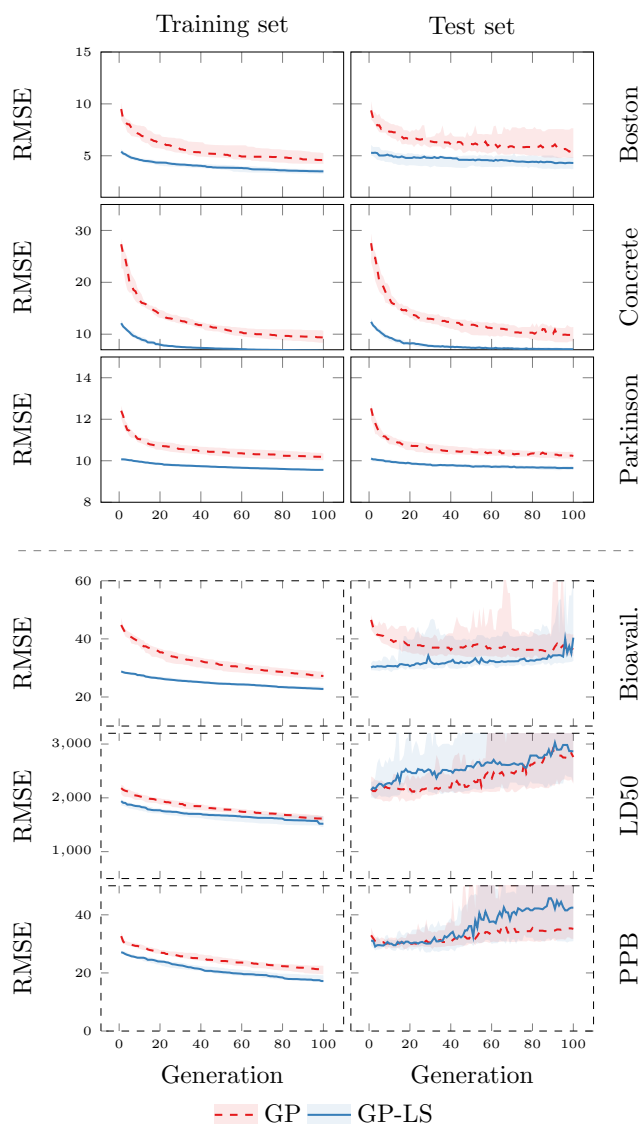 Training set Test set
15
10
5
RMSE
Boston
30
20
10
RMSE
Concrete
14
12
10
8
RMSE
Parkinson
0 20 40 60 80 100 0 20 40 60 80 100
60
40
20
RMSE
Bioavail.
3,000
2,000
1,000
RMSE
LD50
40
20
0
RMSE
PPB
0 20 40 60 80 100 0 20 40 60 80 100
Generation Generation
GP GP-LS